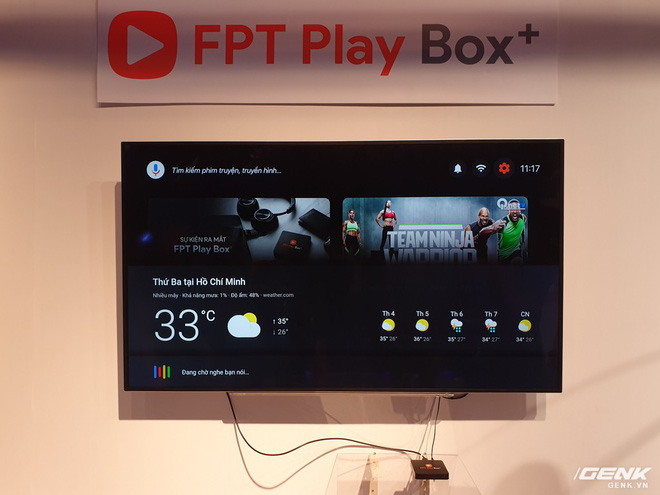 FPT Play Box+
Tìm kiếm phim truyện, truyền hình...
11:17
SỰ KIỆN RA MẮT
FPT Play Box+
TEAM NINJA
WARRIOR
Thứ Ba tại Hồ Chí Minh
Nhiều mây · Khả năng mưa: 1% · Độ ẩm: 48% · weather.com
33°C
↑ 35°
↓ 26°
Th 4 Th 5 Th 6 Th 7 CN
35° 26° 36° 26° 35° 27° 34° 27° 34° 26°
Đang chờ nghe bạn nói...
GENK
GENK.VN